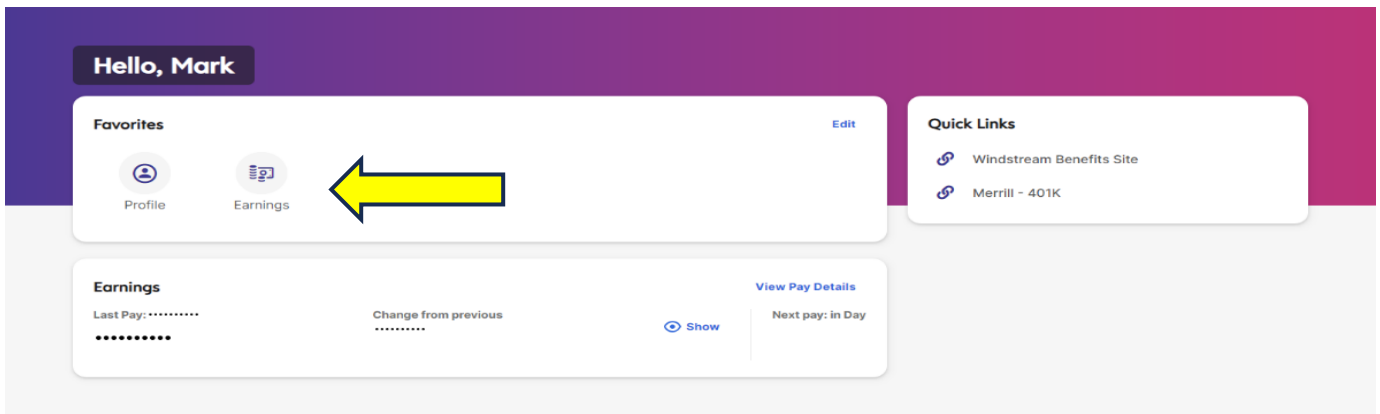 Hello, Mark
Favorites
Edit
Profile
Earnings
Quick Links
Windstream Benefits Site
Merrill - 401K
Earnings
View Pay Details
Last Pay: ••••••••••
••••••••••
Change from previous
••••••••••
Show
Next pay: in Day